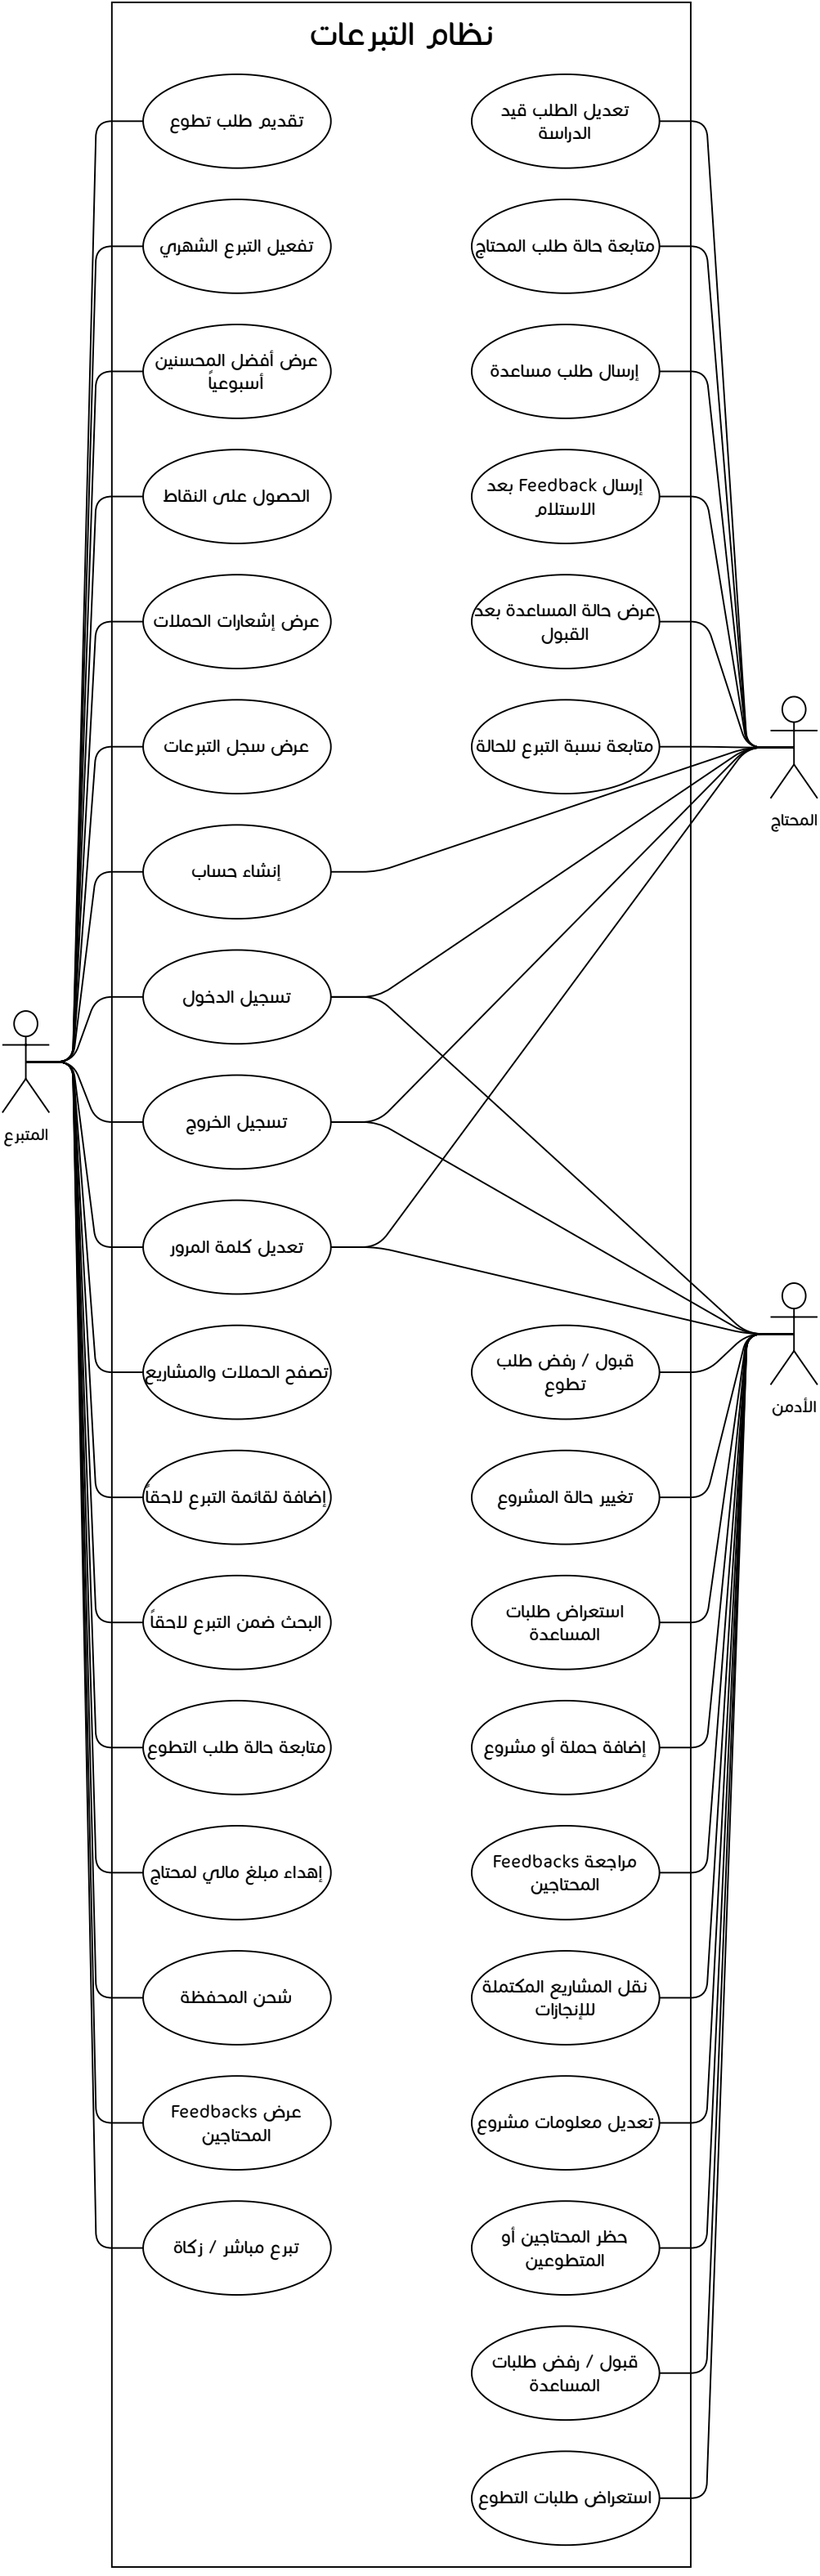 نظام التبرعات
تعديل الطلب قيد
الدراسة
تقديم طلب تطوع
متابعة حالة طلب المحتاج
تفعيل التبرع الشهري
إرسال طلب مساعدة
عرض أفضل المحسنين
أسبوعياً
إرسال Feedback بعد
الاستلام
الحصول على النقاط
عرض حالة المساعدة بعد
القبول
عرض إشعارات الحملات
متابعة نسبة التبرع للحالة
عرض سجل التبرعات
المحتاج
إنشاء حساب
تسجيل الدخول
تسجيل الخروج
المتبرع
تعديل كلمة المرور
قبول / رفض طلب
تطوع
تصفح الحملات والمشاريع
الأدمن
تغيير حالة المشروع
إضافة لقائمة التبرع لاحقاً
استعراض طلبات
المساعدة
البحث ضمن التبرع لاحقاً
إضافة حملة أو مشروع
متابعة حالة طلب التطوع
مراجعة Feedbacks
المحتاجين
إهداء مبلغ مالي لمحتاج
نقل المشاريع المكتملة
للإنجازات
شحن المحفظة
تعديل معلومات مشروع
عرض Feedbacks
المحتاجين
حظر المحتاجين أو
المتطوعين
تبرع مباشر / زكاة
قبول / رفض طلبات
المساعدة
استعراض طلبات التطوع